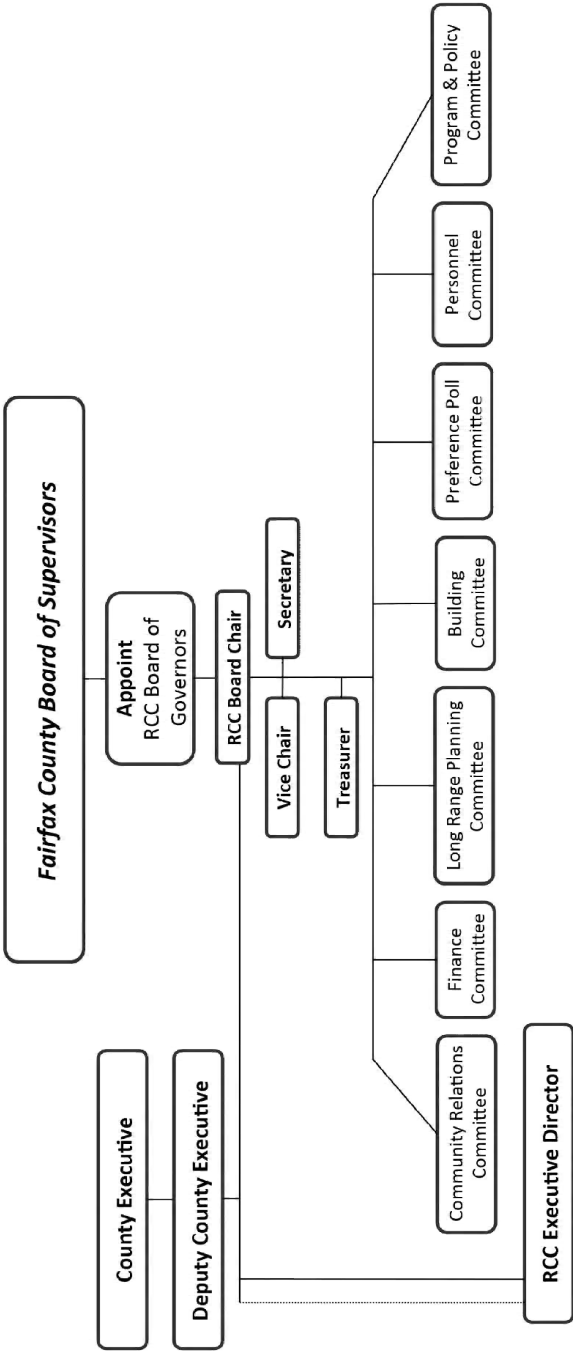 Fairfax County Board of Supervisors
County Executive
Appoint
RCC Board of
Governors
Deputy County Executive
RCC Board Chair
Vice Chair
Secretary
Treasurer
Community Relations
Committee
Finance
Committee
Long Range Planning
Committee
Building
Committee
Preference Poll
Committee
Personnel
Committee
Program & Policy
Committee
RCC Executive Director